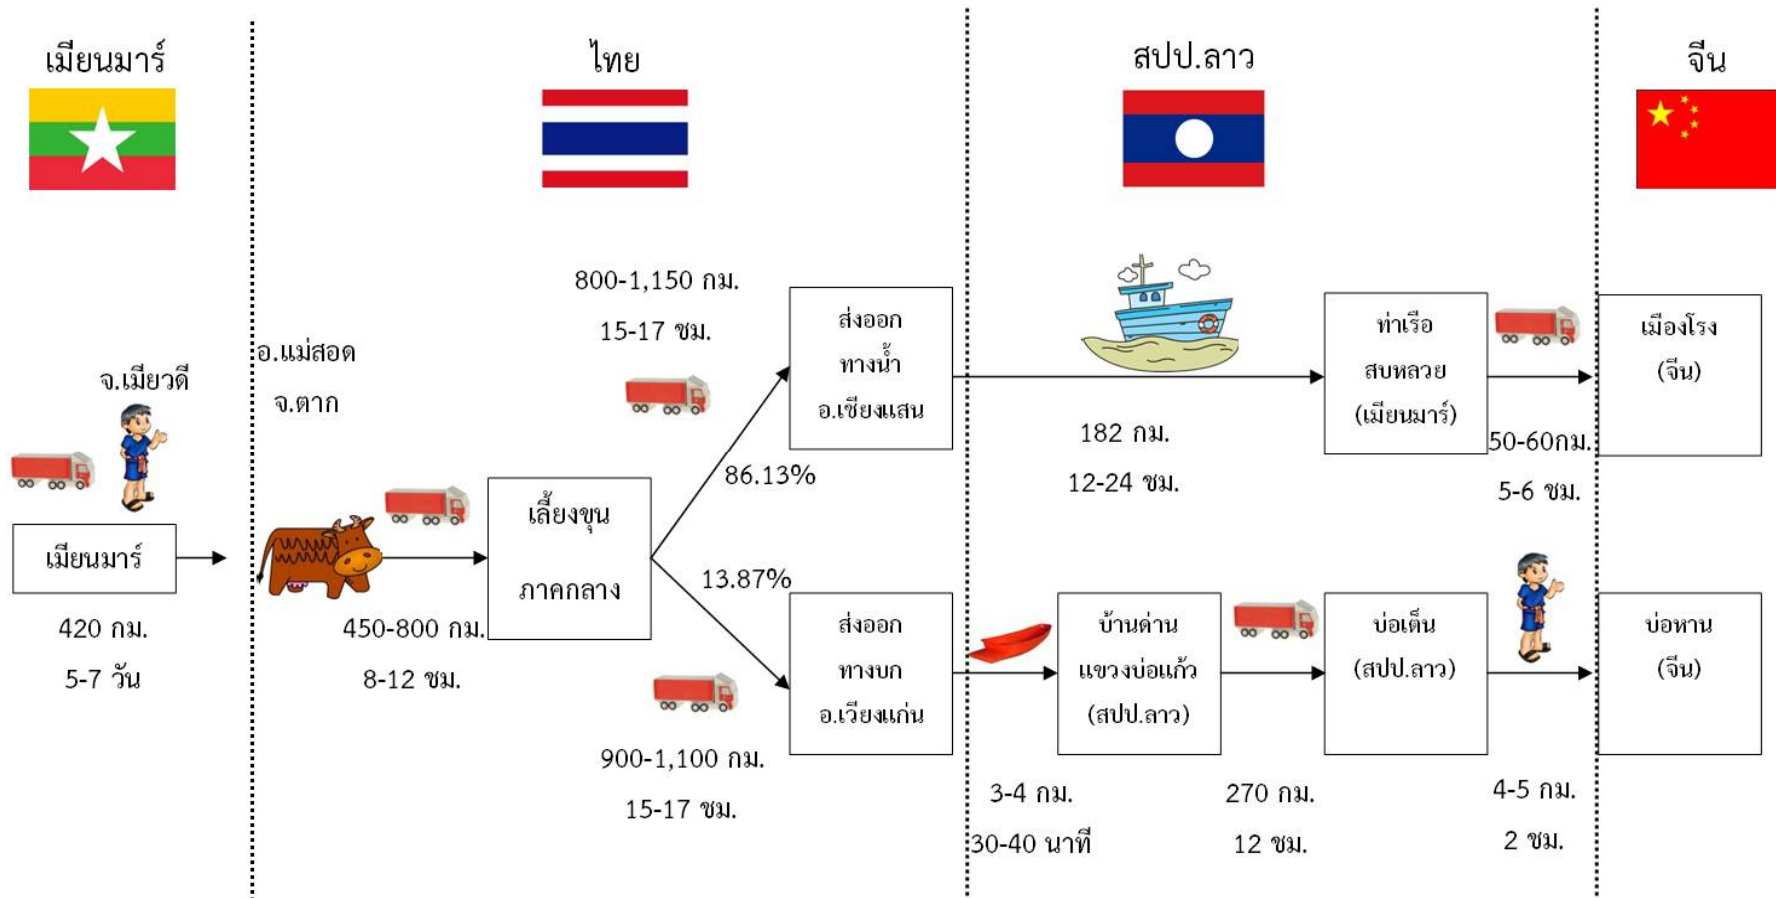 เมียนมาร์
ไทย
สปป.ลาว
จีน
จ.เมียวดี
เมียนมาร์
420 กม.
5-7 วัน
อ.แม่สอด
จ.ตาก
450-800 กม.
8-12 ชม.
เลี้ยงขุน
ภาคกลาง
800-1,150 กม.
15-17 ชม.
86.13%
ส่งออก
ทางน้ำ
อ.เชียงแสน
182 กม.
12-24 ชม.
ท่าเรือ
สบหลวย
(เมียนมาร์)
50-60กม.
5-6 ชม.
เมืองโรง
(จีน)
13.87%
900-1,100 กม.
15-17 ชม.
ส่งออก
ทางบก
อ.เวียงแก่น
3-4 กม.
30-40 นาที
บ้านด่าน
แขวงบ่อแก้ว
(สปป.ลาว)
270 กม.
12 ชม.
บ่อเต็น
(สปป.ลาว)
4-5 กม.
2 ชม.
บ่อหาน
(จีน)